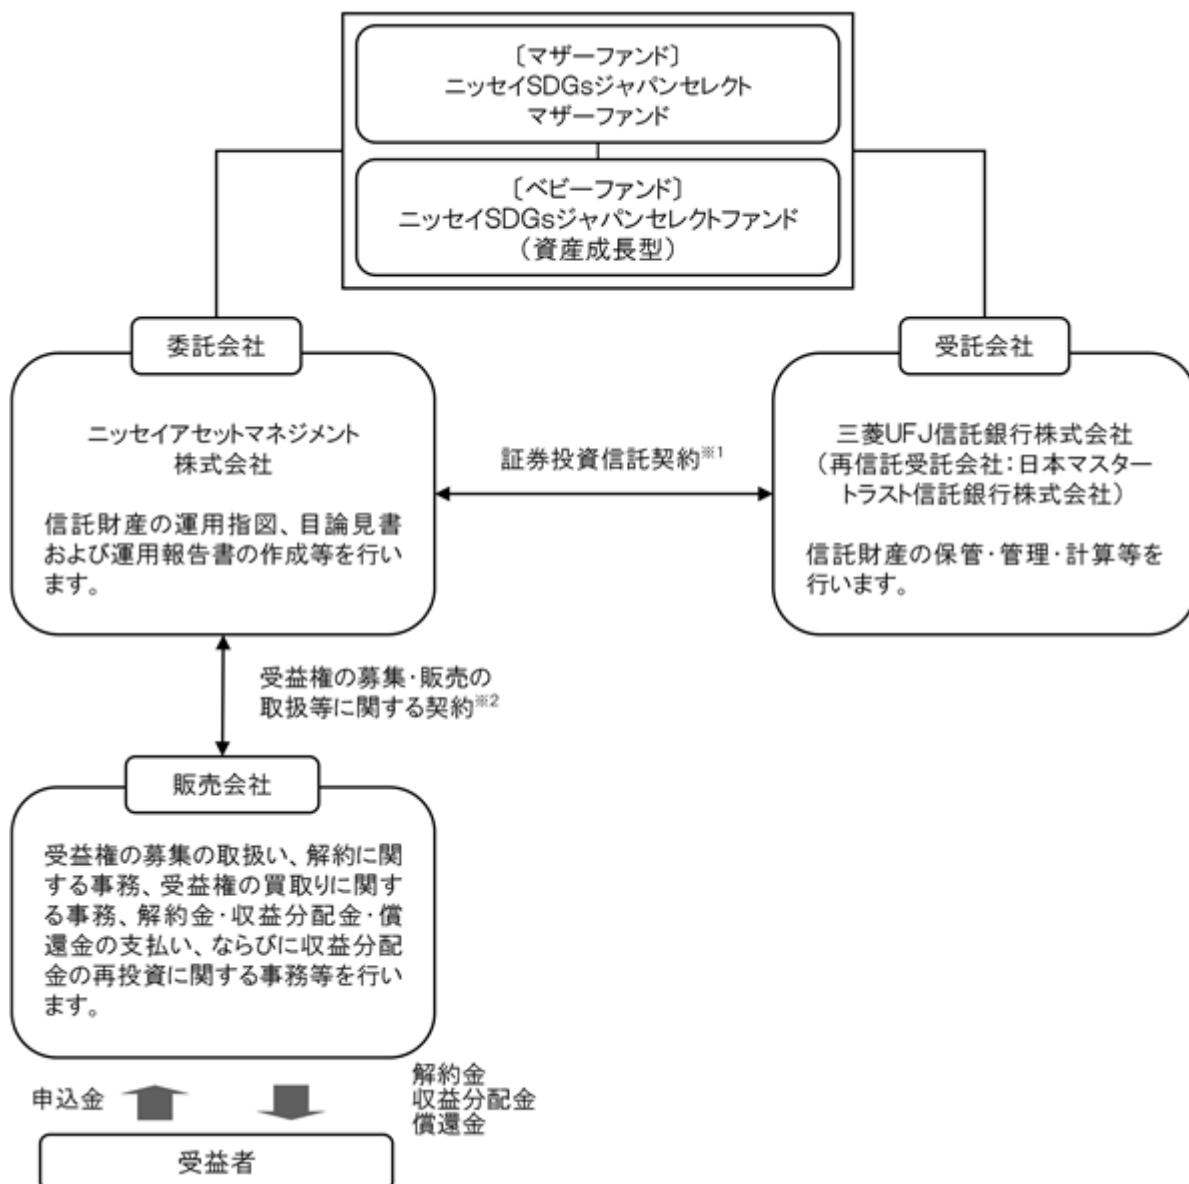 〔マザーファンド〕
ニッセイSDGsジャパンセレクト
マザーファンド
〔ベビーファンド〕
ニッセイSDGsジャパンセレクトファンド
（資産成長型）
委託会社
ニッセイアセットマネジメント
株式会社
信託財産の運用指図、目論見書
および運用報告書の作成等を行い
ます。
証券投資信託契約※1
受託会社
三菱UFJ信託銀行株式会社
（再信託受託会社：日本マスター
トラスト信託銀行株式会社）
信託財産の保管・管理・計算等を
行います。
受益権の募集・販売の
取扱等に関する契約※2
販売会社
受益権の募集の取扱い、解約に関
する事務、受益権の買取りに関す
る事務、解約金・収益分配金・償
還金の支払い、ならびに収益分配
金の再投資に関する事務等を行い
ます。
申込金
解約金
収益分配金
償還金
受益者